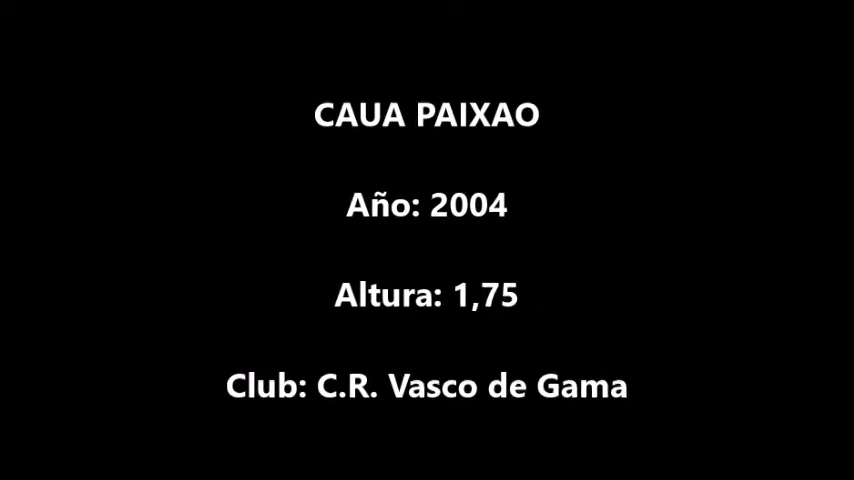 CAUA PAIXAO
Año: 2004
Altura: 1,75
Club: C.R. Vasco de Gama